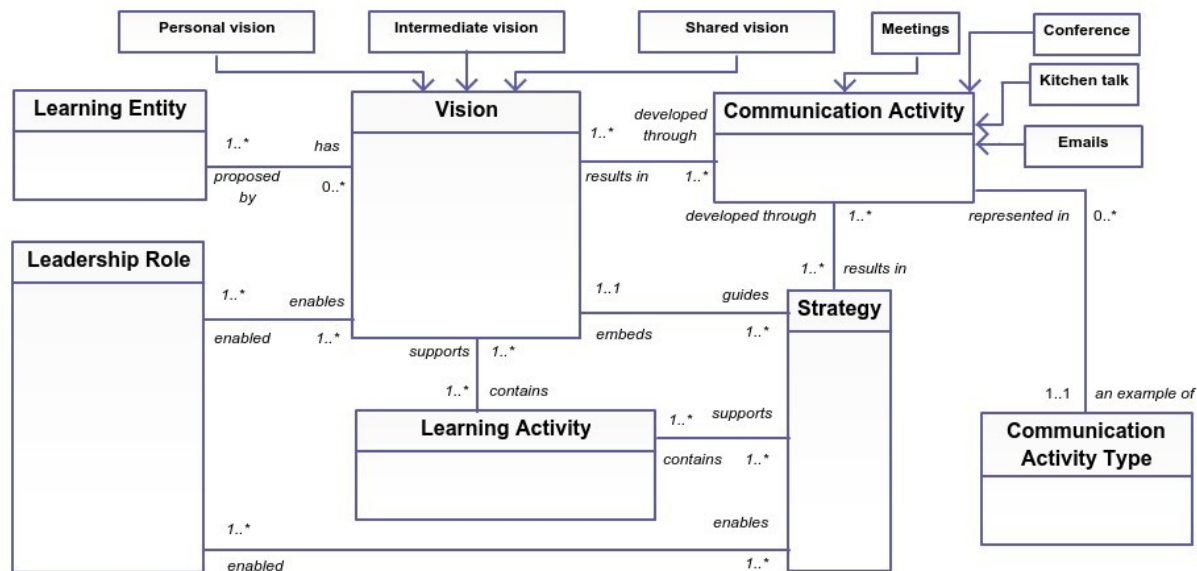 Personal vision
Intermediate vision
Shared vision
Meetings
Conference
Kitchen talk
Emails
Learning Entity
Vision
Communication Activity
1..*
has
proposed
by
0..*
1..*
developed
through
results in
1..*
developed through
1..*
represented in
0..*
Leadership Role
1..*
enables
enabled
1..*
1..1
guides
embeds
1..*
1..*
results in
Strategy
supports
1..*
1..*
contains
Learning Activity
1..*
supports
contains
1..*
1..1
an example of
Communication
Activity Type
1..*
enables
enabled
1..*